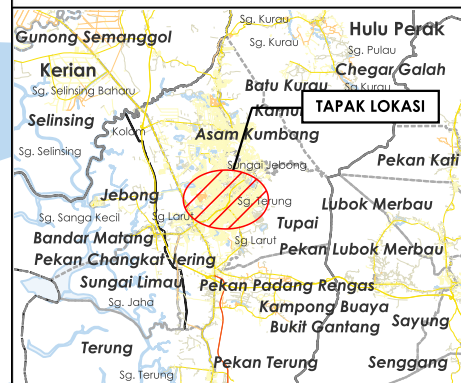 Sg. Kurau
Hulu Perak
Gunong Semanggol
Sg. Kurau
Sg. Pulau
Kerian
Chegar Galah
Batu Kurau
Sg Kurau
Sg. Selinsing Baharu
TAPAK LOKASI
Selinsing
Kolam
Asam Kumbang
Sg. Selinsing
Sungai Jebong
Pekan Kati
Jebong
Sg. Terung
Lubok Merbau
Sg. Sanga Kecil
Sg Larut
Tupai
Bandar Matang
Sg Larut
Pekan Lubok Merbau
Pekan Changkat Jering
Sungai Limau
Pekan Padang Rengas
Sg. Jaha
Kampong Buaya
Sayung
Bukit Gantang
Terung
Pekan Terung
Senggang
Sg. Terung